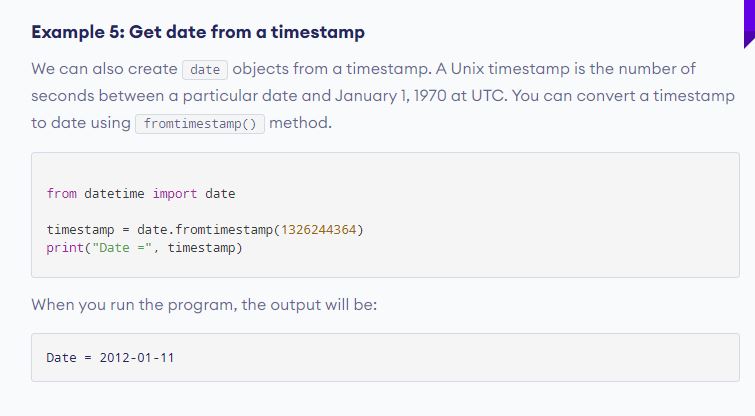 Example 5: Get date from a timestamp
We can also create date objects from a timestamp. A Unix timestamp is the number of
seconds between a particular date and January 1, 1970 at UTC. You can convert a timestamp
to date using fromtimestamp() method.
from datetime import date
timestamp = date.fromtimestamp(1326244364)
print("Date =", timestamp)
When you run the program, the output will be:
Date = 2012-01-11